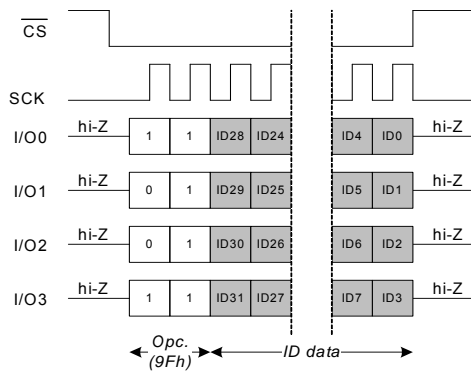 CS
SCK
hi-Z 1 1 ID28 ID24 ID4 ID0 hi-Z
I/O0
hi-Z 0 1 ID29 ID25 ID5 ID1 hi-Z
I/O1
hi-Z 0 1 ID30 ID26 ID6 ID2 hi-Z
I/O2
hi-Z 1 1 ID31 ID27 ID7 ID3 hi-Z
I/O3
Opc. ID data
(9Fh)